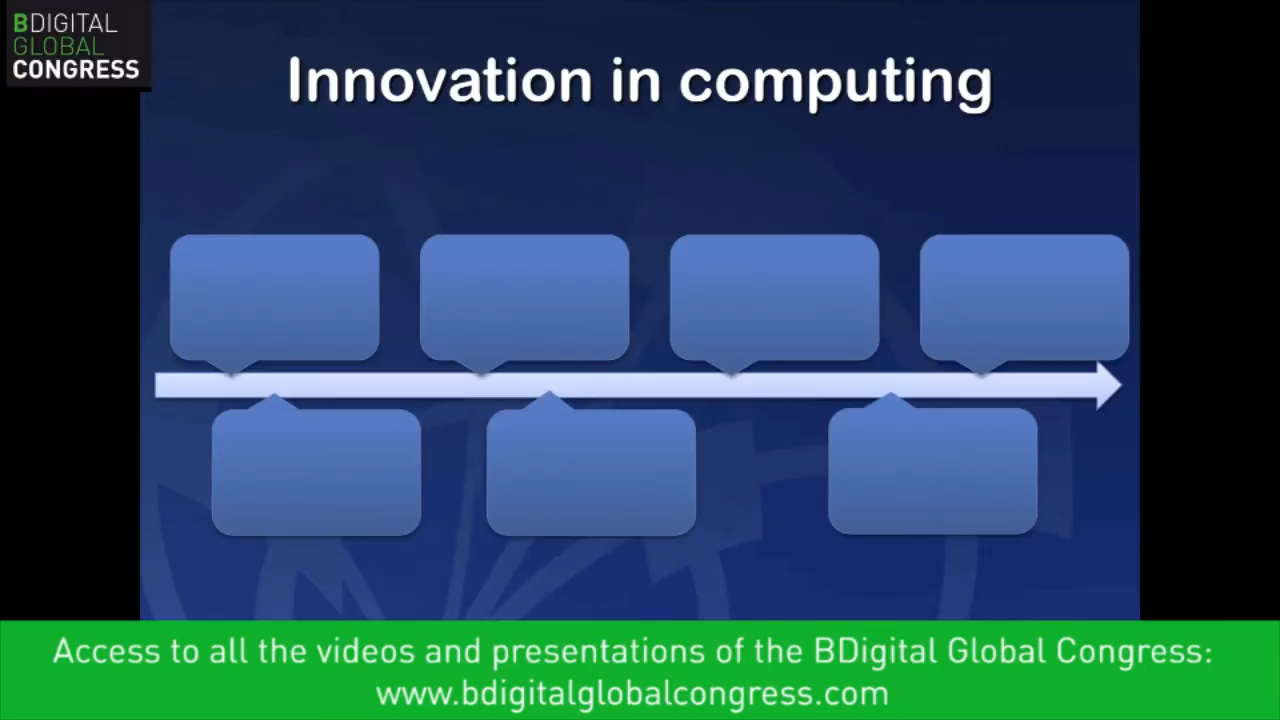 BDIGITAL
GLOBAL
CONGRESS
Innovation in computing
Access to all the videos and presentations of the BDigital Global Congress:
www.bdigitalglobalcongress.com